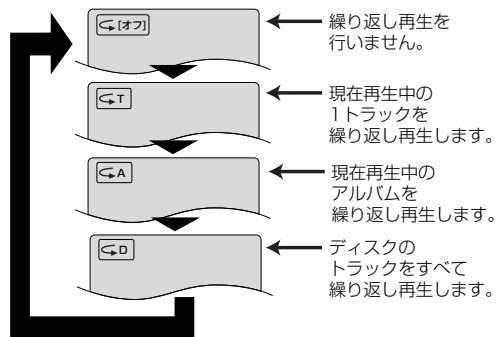 [オフ]
繰り返し再生を
行いません。
T
現在再生中の
1トラックを
繰り返し再生します。
A
現在再生中の
アルバムを
繰り返し再生します。
D
ディスクの
トラックをすべて
繰り返し再生します。